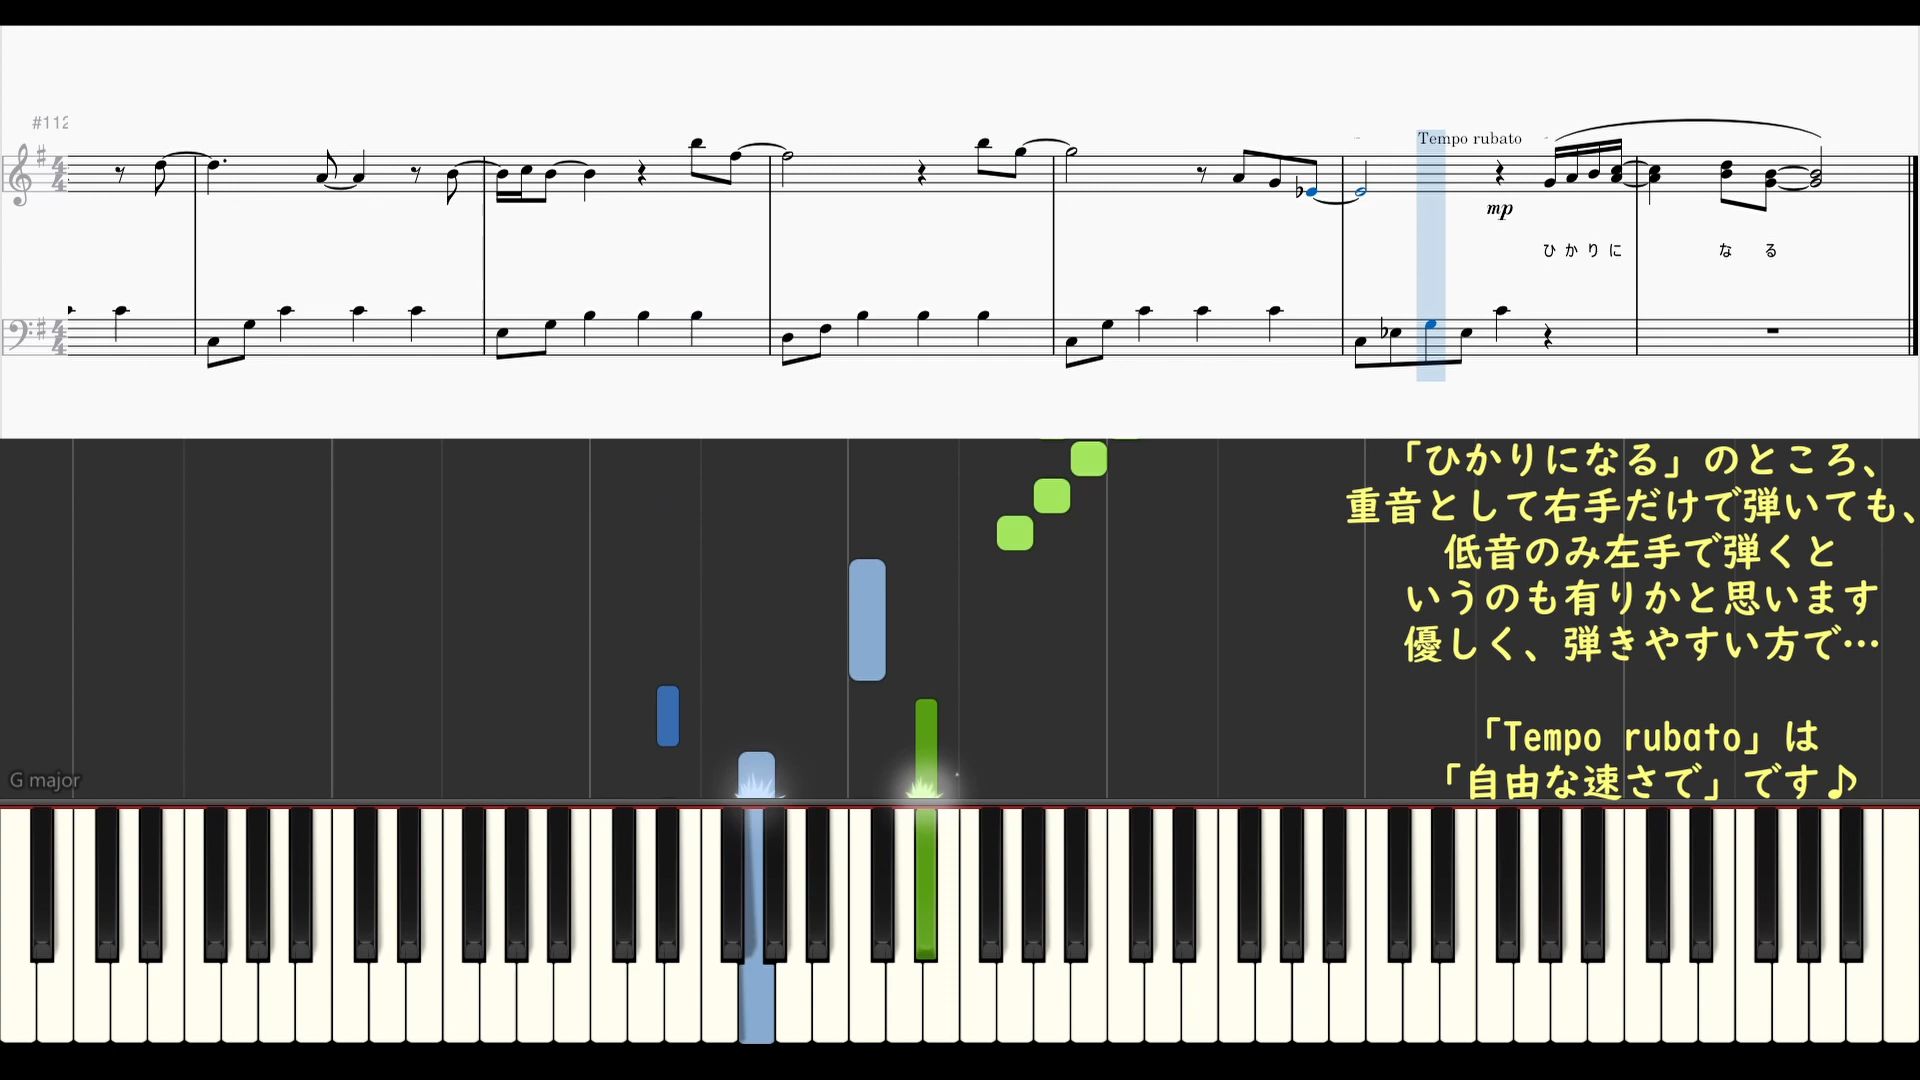 #112
Tempo rubato
mp
ひ か り に な る
「ひかりになる」のところ、
重音として右手だけで弾いても、
低音のみ左手で弾くと
いうのも有りかと思います
優しく、弾きやすい方で…
「Tempo rubato」は
「自由な速さで」です♪
G major